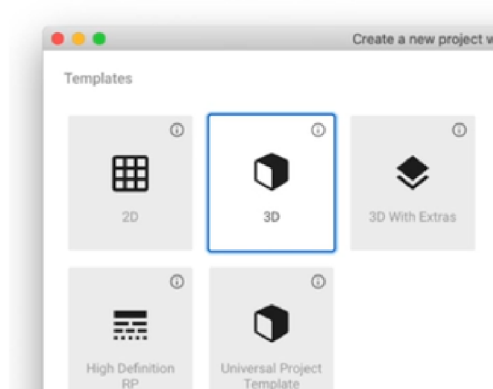 Create a new project w
Templates
2D
3D
3D With Extras
High Definition
RP
Universal Project
Template